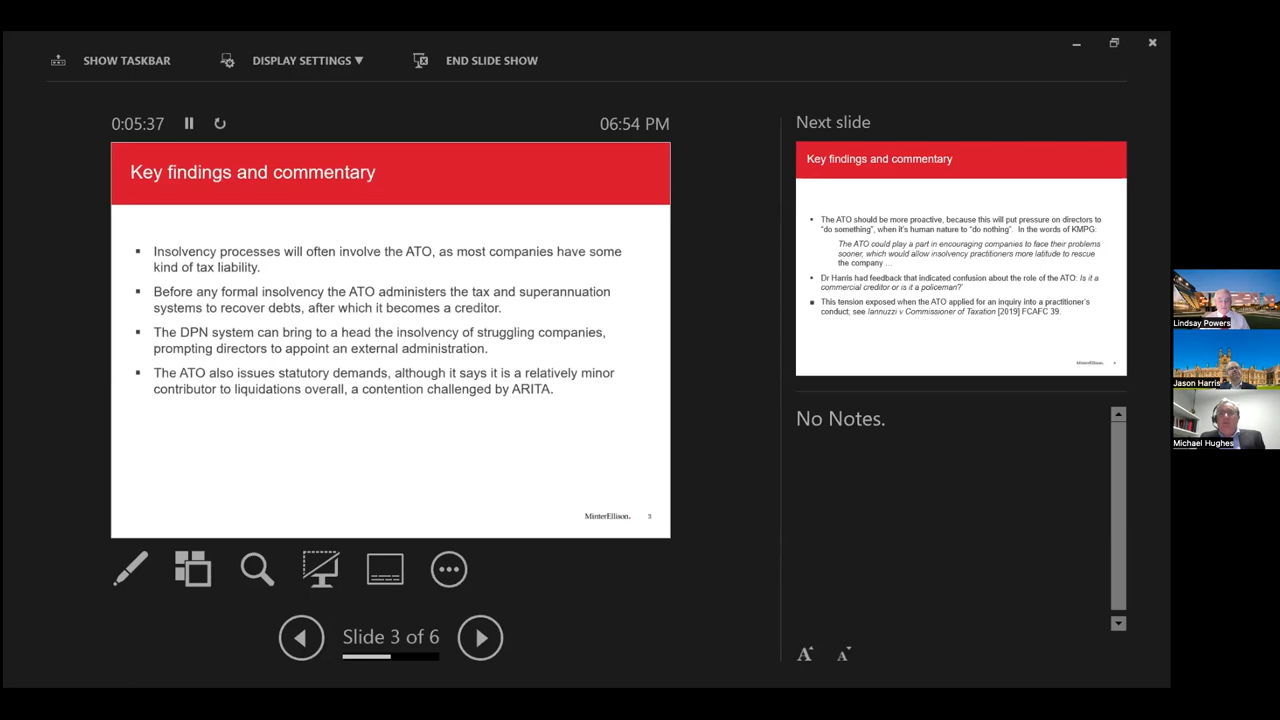 SHOW TASKBAR
DISPLAY SETTINGS ▼
END SLIDE SHOW
0:05:37
06:54 PM
Key findings and commentary
▪ Insolvency processes will often involve the ATO, as most companies have some
kind of tax liability.
▪ Before any formal insolvency the ATO administers the tax and superannuation
systems to recover debts, after which it becomes a creditor.
▪ The DPN system can bring to a head the insolvency of struggling companies,
prompting directors to appoint an external administration.
▪ The ATO also issues statutory demands, although it says it is a relatively minor
contributor to liquidations overall, a contention challenged by ARITA.
MinterEllison.
3
Slide 3 of 6
Next slide
Key findings and commentary
▪ The ATO should be more proactive, because this will put pressure on directors to
“do something”, when it’s human nature to “do nothing”. In the words of KMPG:
The ATO could play a part in encouraging companies to face their problems
sooner, which would allow insolvency practitioners more latitude to rescue
the company ...
▪ Dr Harris had feedback that indicated confusion about the role of the ATO: Is it a
commercial creditor or is it a policeman?’
▪ This tension exposed when the ATO applied for an inquiry into a practitioner’s
conduct; see Iannuzzi v Commissioner of Taxation [2019] FCAFC 39.
MinterEllison.
4
No Notes.
A
A
Lindsay Powers
Jason Harris
Michael Hughes